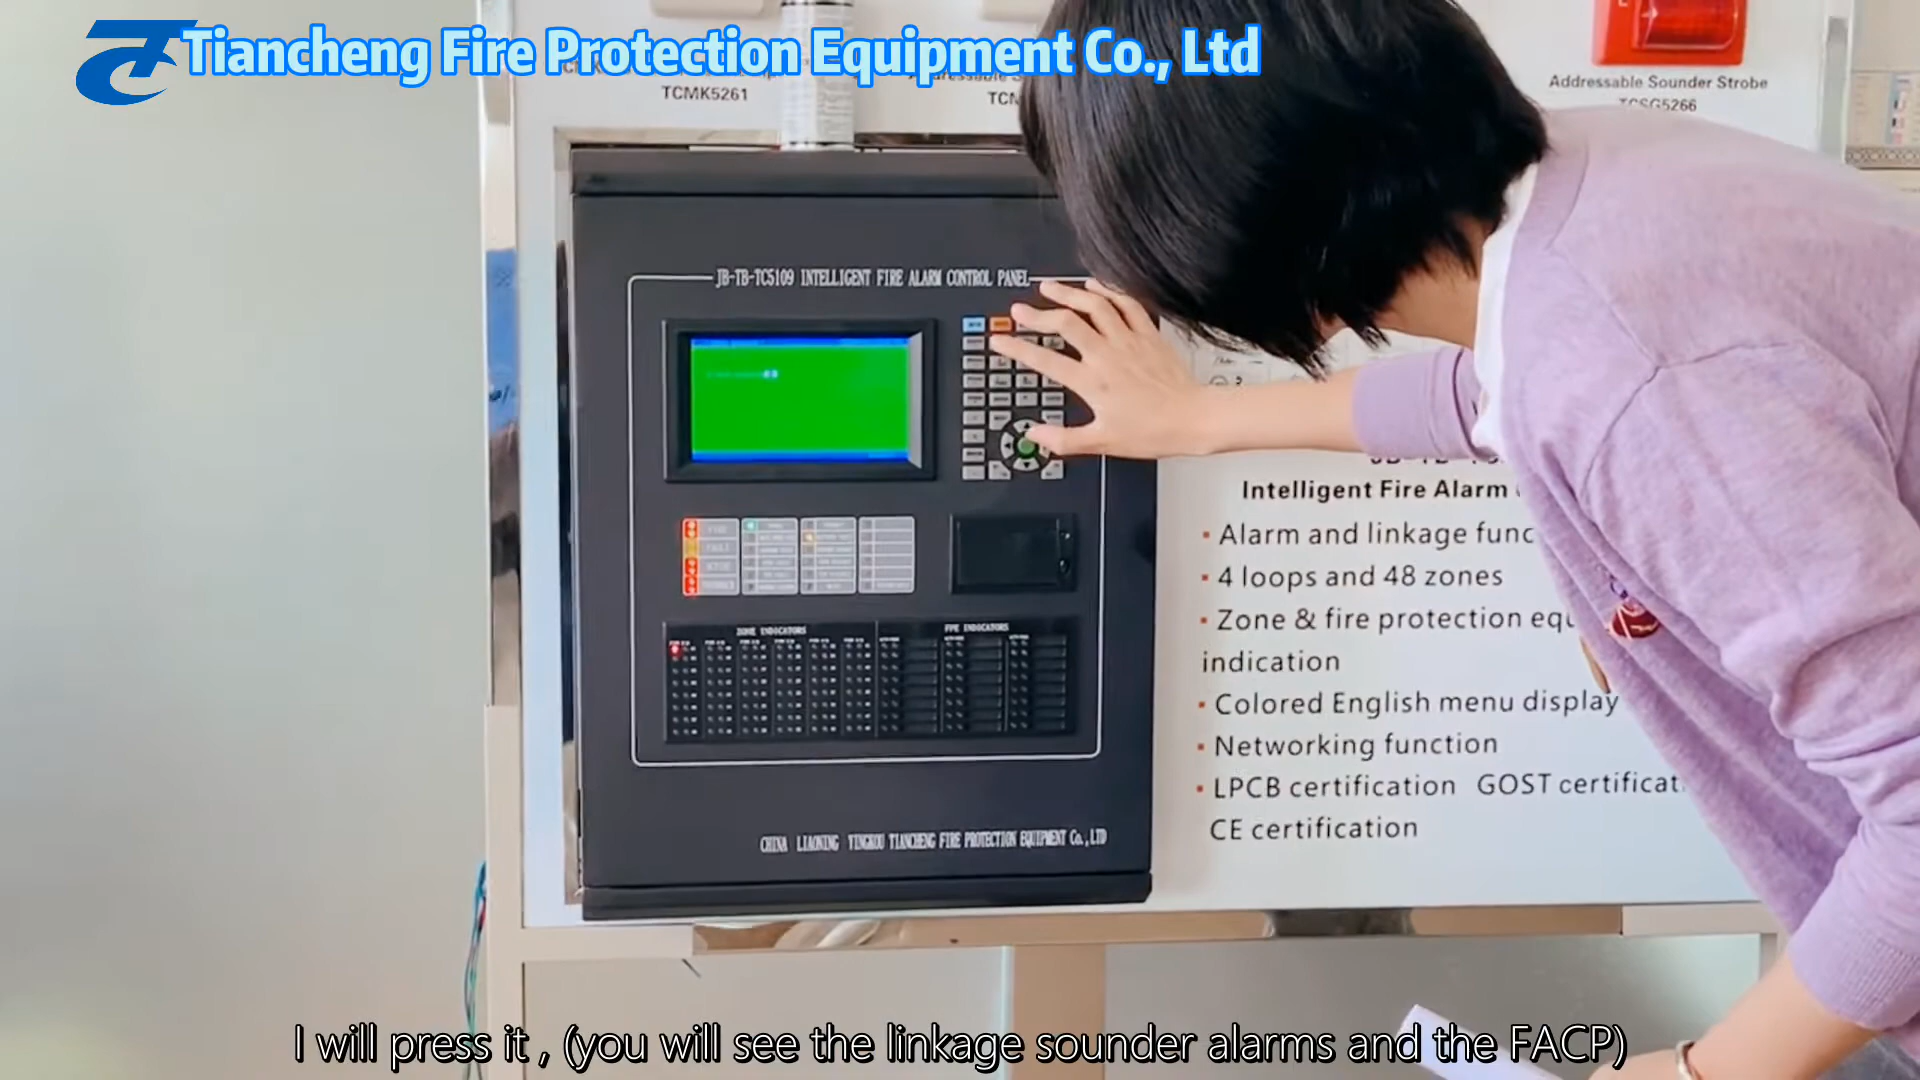 Tiancheng Fire Protection Equipment Co., Ltd
TCMK5261
Addressable Sounder Strobe
TCSG5266
JB-TB-TC5109 INTELLIGENT FIRE ALARM CONTROL PANEL
ZONE INDICATORS
FPE INDICATORS
CHINA LIAONING YINGKOU TIANCHENG FIRE PROTECTION EQUIPMENT Co.,LTD
Intelligent Fire Alarm
▪ Alarm and linkage func
▪ 4 loops and 48 zones
▪ Zone & fire protection equ
indication
▪ Colored English menu display
▪ Networking function
▪ LPCB certification GOST certificat
CE certification
I will press it , (you will see the linkage sounder alarms and the FACP)